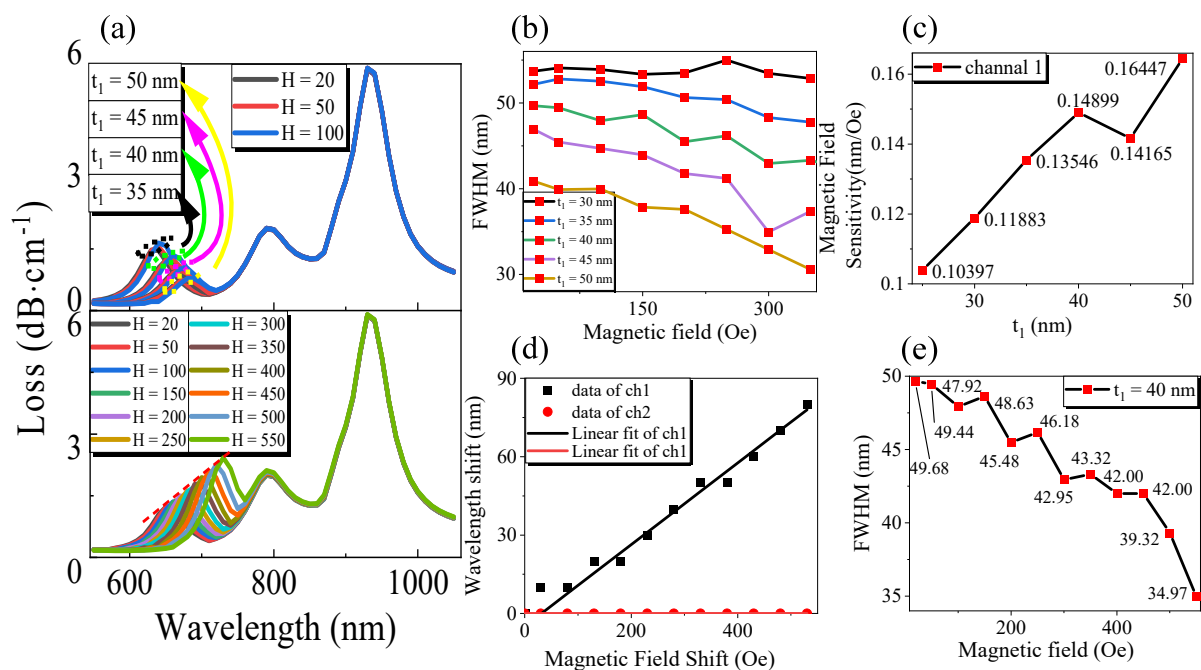 (a)
6
t₁ = 50 nm
t₁ = 45 nm
t₁ = 40 nm
t₁ = 35 nm
H = 20
H = 50
H = 100
3
0
6
H = 20
H = 50
H = 100
H = 150
H = 200
H = 250
H = 300
H = 350
H = 400
H = 450
H = 500
H = 550
3
0
600
800
1000
Loss (dB·cm⁻¹)
Wavelength (nm)
(b)
50
40
30
FWHM (nm)
t₁ = 30 nm
t₁ = 35 nm
t₁ = 40 nm
t₁ = 45 nm
t₁ = 50 nm
0
150
300
Magnetic field (Oe)
(c)
channel 1
0.16
0.14
0.12
0.1
Magnetic Field
Sensitivity(nm/Oe)
0.10397
0.11883
0.13546
0.14899
0.14165
0.16447
30
40
50
t₁ (nm)
(d)
90
60
30
0
Wavelength shift (nm)
data of ch1
data of ch2
Linear fit of ch1
Linear fit of ch1
0
200
400
Magnetic Field Shift (Oe)
(e)
t₁ = 40 nm
50
45
40
35
FWHM (nm)
49.68
49.44
47.92
48.63
45.48
46.18
42.95
43.32
42.00
42.00
39.32
34.97
200
400
Magnetic field (Oe)